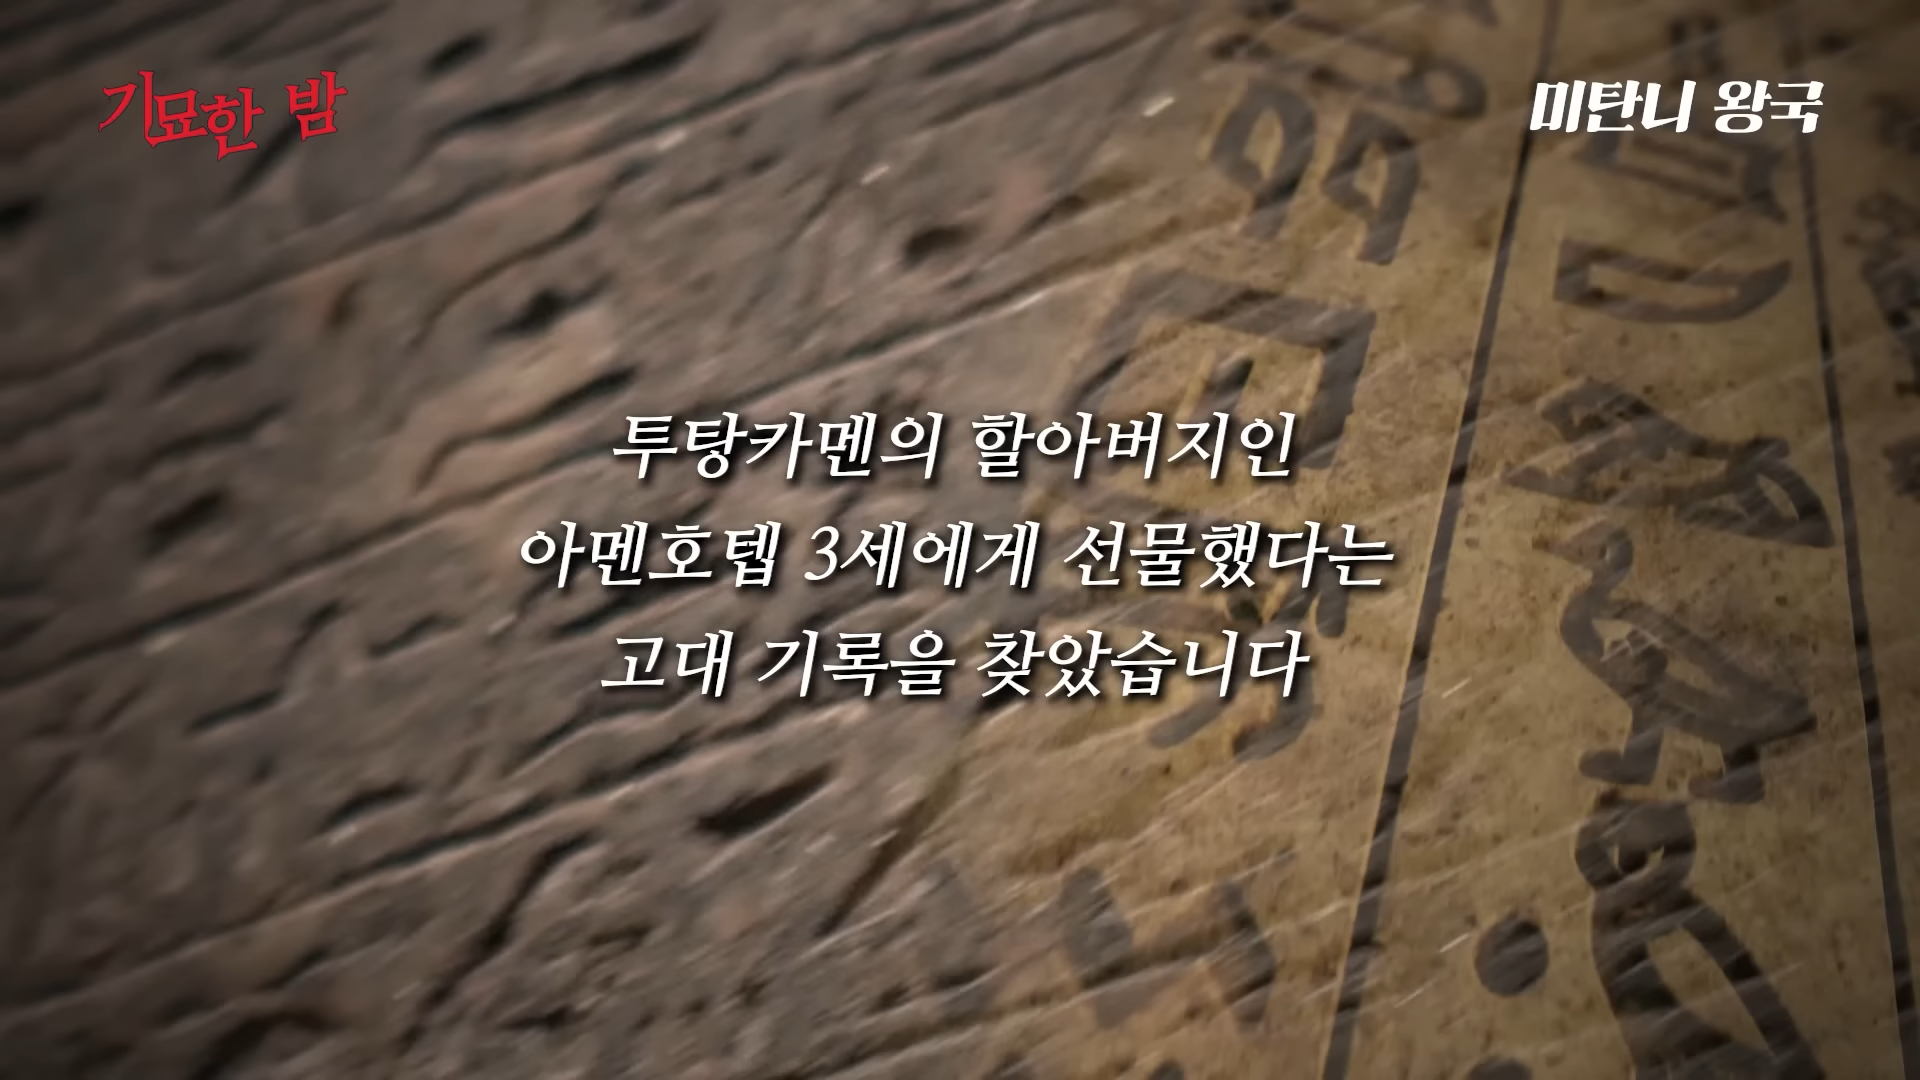 기묘한 밤
미탄니 왕국
투탕카멘의 할아버지인
아멘호텝 3세에게 선물했다는
고대 기록을 찾았습니다